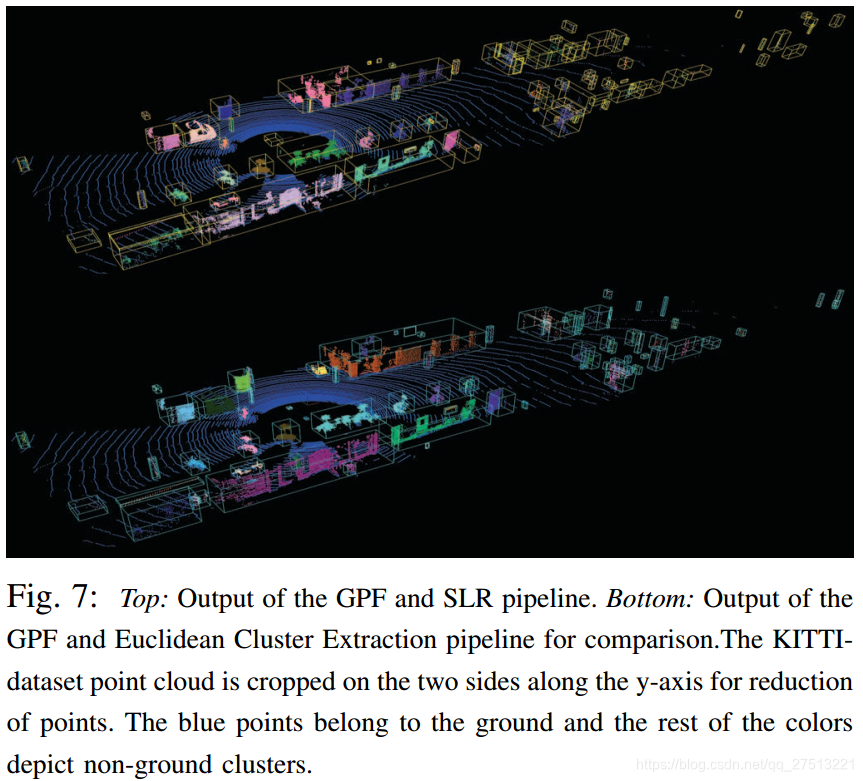 Fig. 7: Top: Output of the GPF and SLR pipeline. Bottom: Output of the
GPF and Euclidean Cluster Extraction pipeline for comparison.The KITTI-
dataset point cloud is cropped on the two sides along the y-axis for reduction
of points. The blue points belong to the ground and the rest of the colors
depict non-ground clusters.
https://blog.csdn.net/qq_27513221